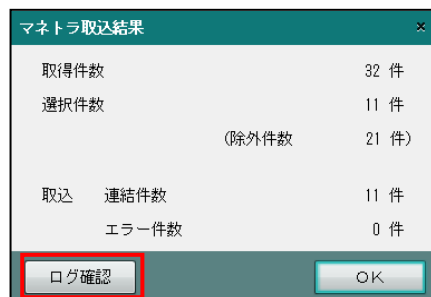 マネトラ取込結果 ×
取得件数 32 件
選択件数 11 件
(除外件数 21 件)
取込 連結件数 11 件
エラー件数 0 件
ログ確認 OK